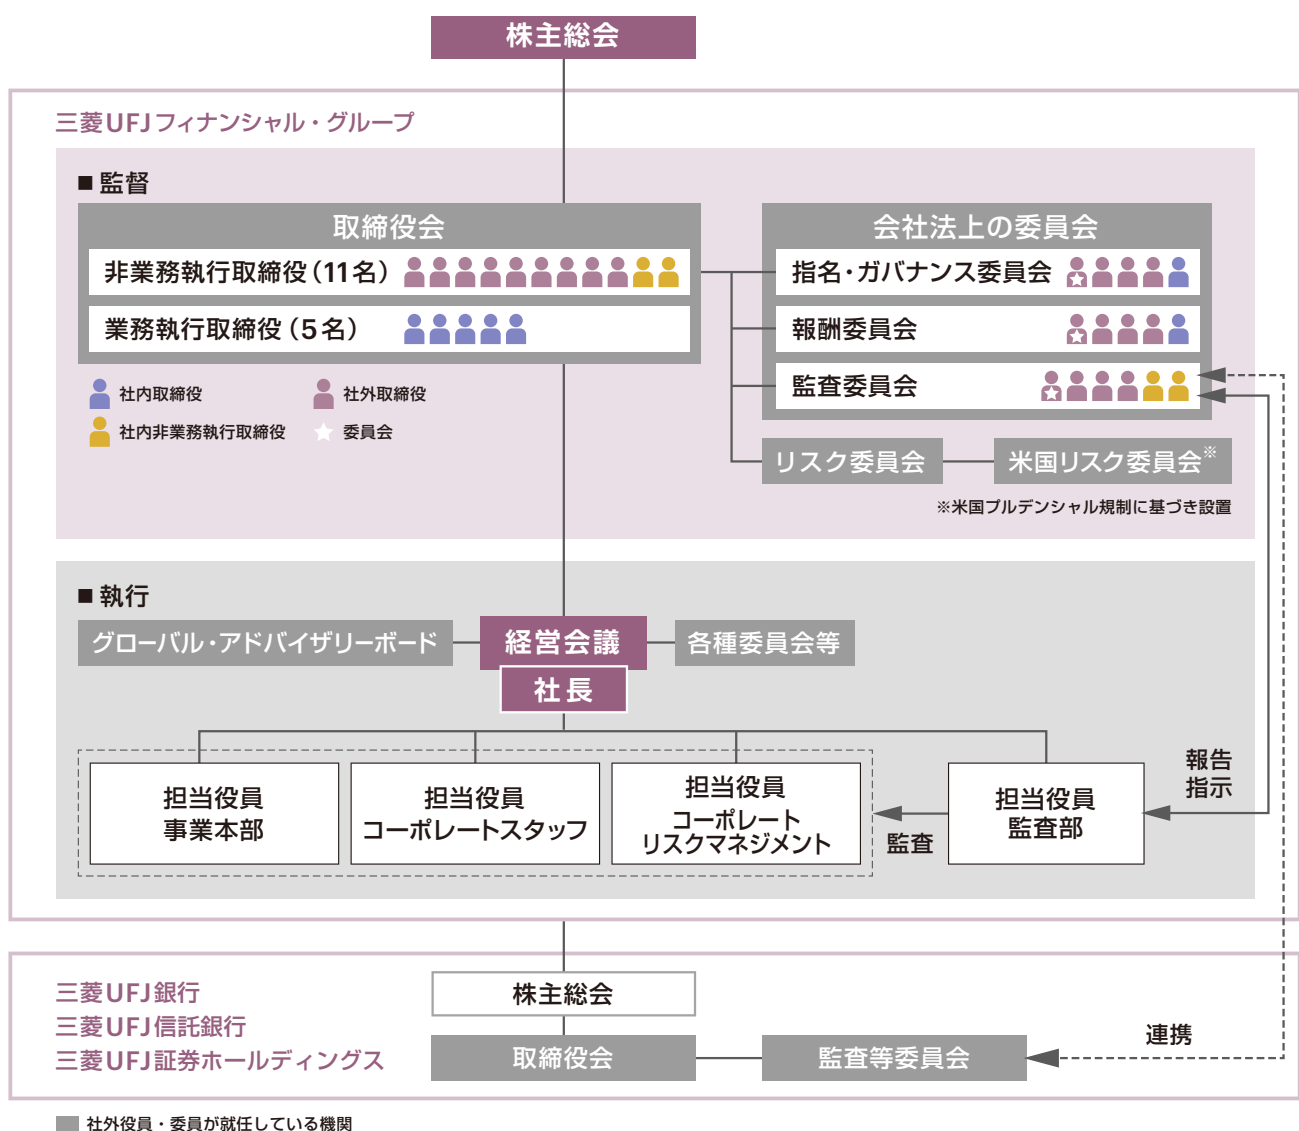 株主総会
三菱UFJフィナンシャル・グループ
■ 監督
取締役会
非業務執行取締役（11名）
業務執行取締役（5名）
社内取締役
社外取締役
社内非業務執行取締役
委員会
会社法上の委員会
指名・ガバナンス委員会
報酬委員会
監査委員会
リスク委員会
米国リスク委員会※
※米国プルデンシャル規制に基づき設置
■ 執行
グローバル・アドバイザリーボード
経営会議
各種委員会等
社長
担当役員
事業本部
担当役員
コーポレートスタッフ
担当役員
コーポレート
リスクマネジメント
監査
担当役員
監査部
報告
指示
三菱UFJ銀行
三菱UFJ信託銀行
三菱UFJ証券ホールディングス
株主総会
取締役会
監査等委員会
連携
社外役員・委員が就任している機関